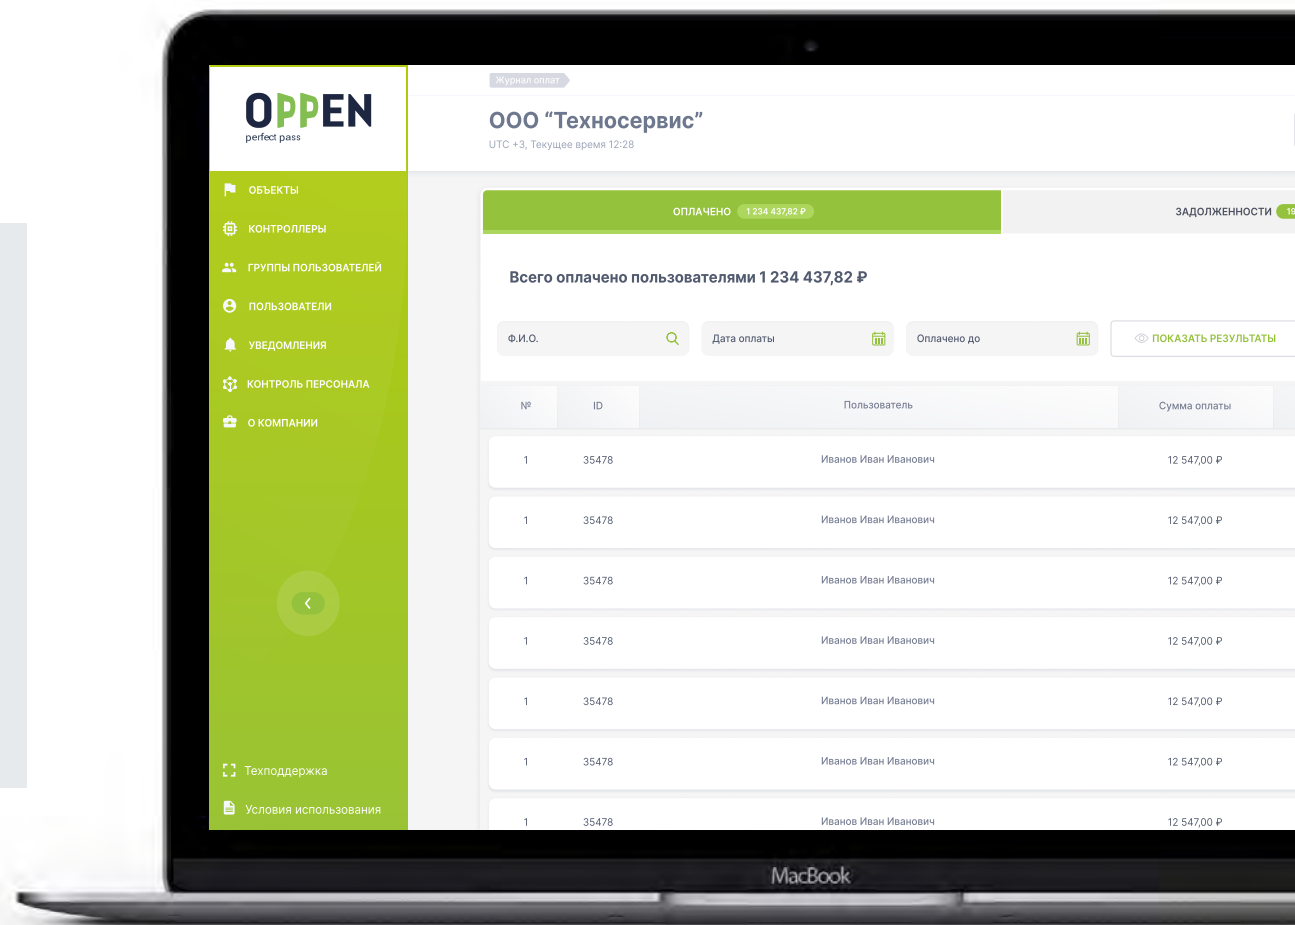 Журнал оплат
OPPEN
perfect pass
ООО “Техносервис”
UTC +3, Текущее время 12:28
ОБЪЕКТЫ
КОНТРОЛЛЕРЫ
ГРУППЫ ПОЛЬЗОВАТЕЛЕЙ
ПОЛЬЗОВАТЕЛИ
УВЕДОМЛЕНИЯ
КОНТРОЛЬ ПЕРСОНАЛА
О КОМПАНИИ
Техподдержка
Условия использования
ОПЛАЧЕНО 1 234 437,82 ₽
ЗАДОЛЖЕННОСТИ 19
Всего оплачено пользователями 1 234 437,82 ₽
Ф.И.О. Дата оплаты Оплачено до ПОКАЗАТЬ РЕЗУЛЬТАТЫ
№ ID Пользователь Сумма оплаты
1 35478 Иванов Иван Иванович 12 547,00 ₽
1 35478 Иванов Иван Иванович 12 547,00 ₽
1 35478 Иванов Иван Иванович 12 547,00 ₽
1 35478 Иванов Иван Иванович 12 547,00 ₽
1 35478 Иванов Иван Иванович 12 547,00 ₽
1 35478 Иванов Иван Иванович 12 547,00 ₽
1 35478 Иванов Иван Иванович 12 547,00 ₽
MacBook